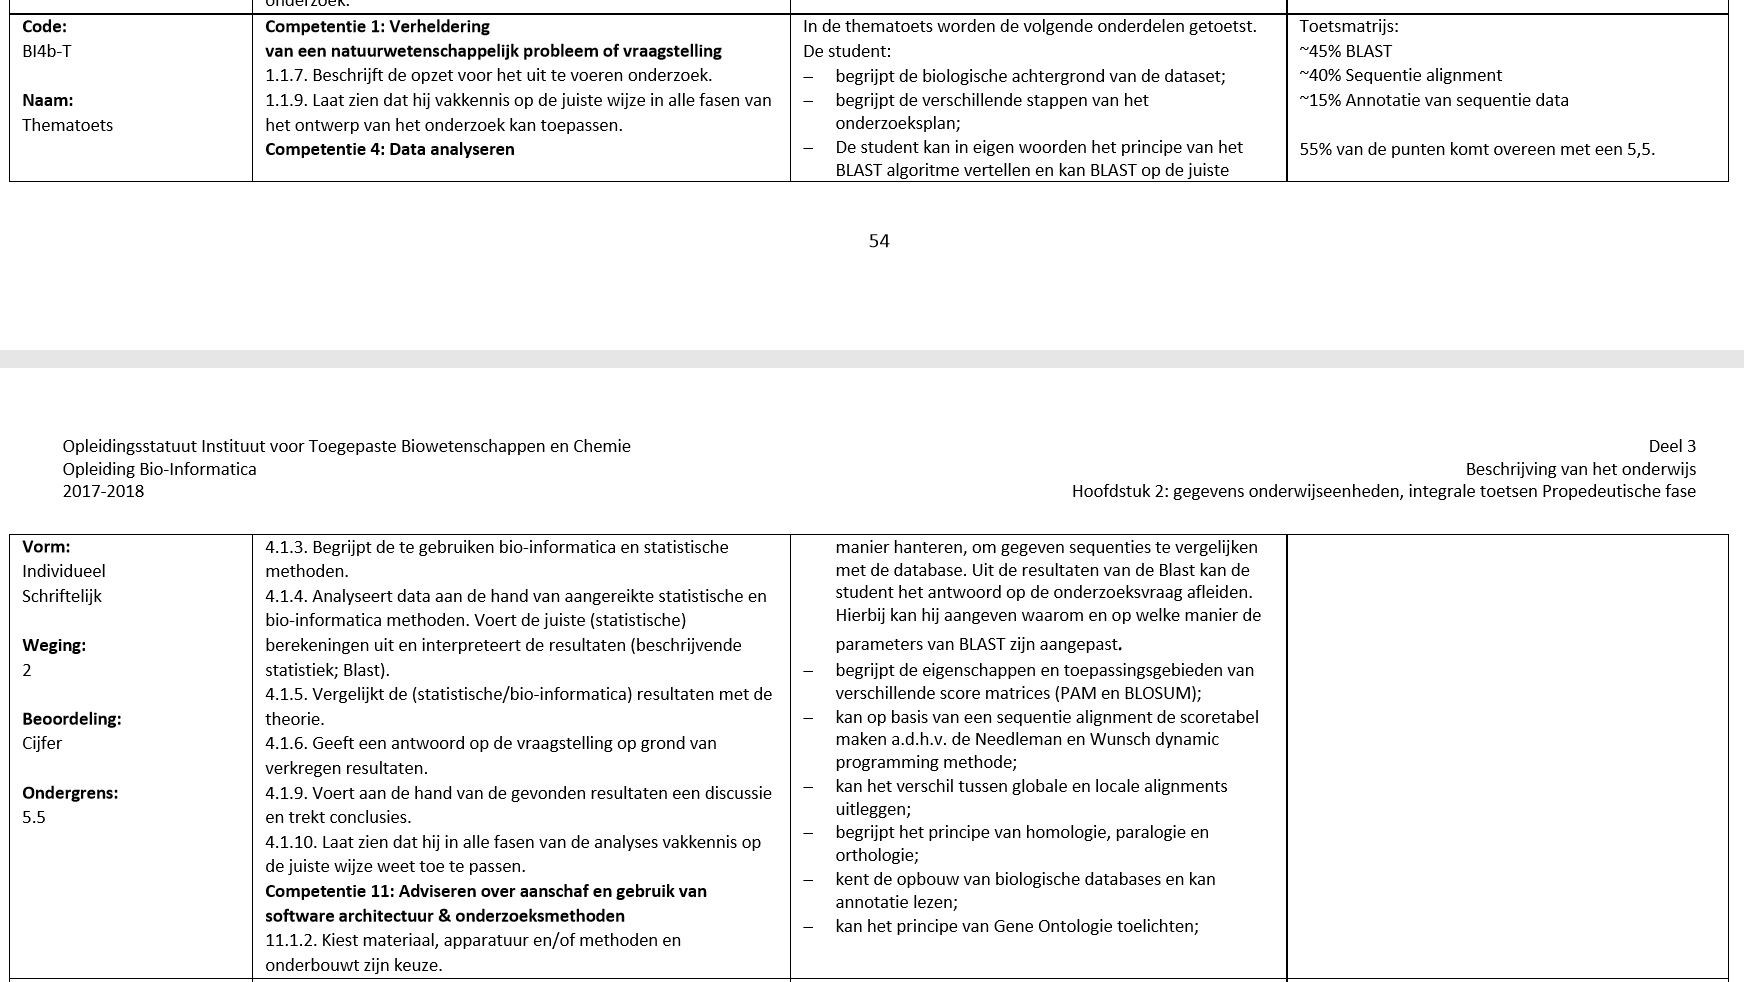 onderzoek.
Code:
BI4b-T
Naam:
Thematoets
Competentie 1: Verheldering
van een natuurwetenschappelijk probleem of vraagstelling
1.1.7. Beschrijft de opzet voor het uit te voeren onderzoek.
1.1.9. Laat zien dat hij vakkennis op de juiste wijze in alle fasen van
het ontwerp van het onderzoek kan toepassen.
Competentie 4: Data analyseren
In de thematoets worden de volgende onderdelen getoetst.
De student:
– begrijpt de biologische achtergrond van de dataset;
– begrijpt de verschillende stappen van het
onderzoeksplan;
– De student kan in eigen woorden het principe van het
BLAST algoritme vertellen en kan BLAST op de juiste
Toetsmatrijs:
~45% BLAST
~40% Sequentie alignment
~15% Annotatie van sequentie data
55% van de punten komt overeen met een 5,5.
54
Opleidingsstatuut Instituut voor Toegepaste Biowetenschappen en Chemie
Opleiding Bio-Informatica
2017-2018
Deel 3
Beschrijving van het onderwijs
Hoofdstuk 2: gegevens onderwijseenheden, integrale toetsen Propedeutische fase
Vorm:
Individueel
Schriftelijk
Weging:
2
Beoordeling:
Cijfer
Ondergrens:
5.5
4.1.3. Begrijpt de te gebruiken bio-informatica en statistische
methoden.
4.1.4. Analyseert data aan de hand van aangereikte statistische en
bio-informatica methoden. Voert de juiste (statistische)
berekeningen uit en interpreteert de resultaten (beschrijvende
statistiek; Blast).
4.1.5. Vergelijkt de (statistische/bio-informatica) resultaten met de
theorie.
4.1.6. Geeft een antwoord op de vraagstelling op grond van
verkregen resultaten.
4.1.9. Voert aan de hand van de gevonden resultaten een discussie
en trekt conclusies.
4.1.10. Laat zien dat hij in alle fasen van de analyses vakkennis op
de juiste wijze weet toe te passen.
Competentie 11: Adviseren over aanschaf en gebruik van
software architectuur & onderzoeksmethoden
11.1.2. Kiest materiaal, apparatuur en/of methoden en
onderbouwt zijn keuze.
manier hanteren, om gegeven sequenties te vergelijken
met de database. Uit de resultaten van de Blast kan de
student het antwoord op de onderzoeksvraag afleiden.
Hierbij kan hij aangeven waarom en op welke manier de
parameters van BLAST zijn aangepast.
– begrijpt de eigenschappen en toepassingsgebieden van
verschillende score matrices (PAM en BLOSUM);
– kan op basis van een sequentie alignment de scoretabel
maken a.d.h.v. de Needleman en Wunsch dynamic
programming methode;
– kan het verschil tussen globale en locale alignments
uitleggen;
– begrijpt het principe van homologie, paralogie en
orthologie;
– kent de opbouw van biologische databases en kan
annotatie lezen;
– kan het principe van Gene Ontologie toelichten;